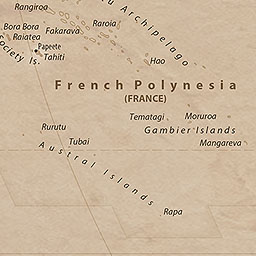 Rangiroa
u Archipelago
Raroia
Bora Bora
Fakarava
Raiatea
Papeete
ociety Is.
Tahiti
Hao
French Polynesia
(FRANCE)
Tematagi
Moruroa
Gambier Islands
Rurutu
Tubai
Mangareva
Austral Islands
Rapa